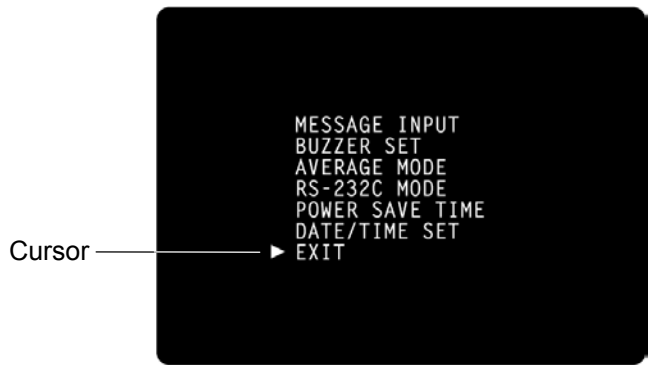 MESSAGE INPUT
BUZZER SET
AVERAGE MODE
RS-232C MODE
POWER SAVE TIME
DATE/TIME SET
Cursor ► EXIT